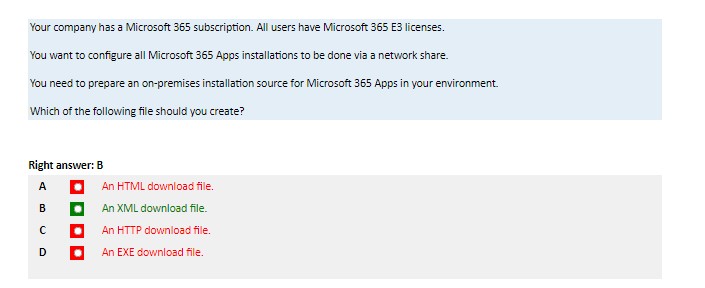 Your company has a Microsoft 365 subscription. All users have Microsoft 365 E3 licenses.
You want to configure all Microsoft 365 Apps installations to be done via a network share.
You need to prepare an on-premises installation source for Microsoft 365 Apps in your environment.
Which of the following file should you create?
Right answer: B
A An HTML download file.
B An XML download file.
C An HTTP download file.
D An EXE download file.